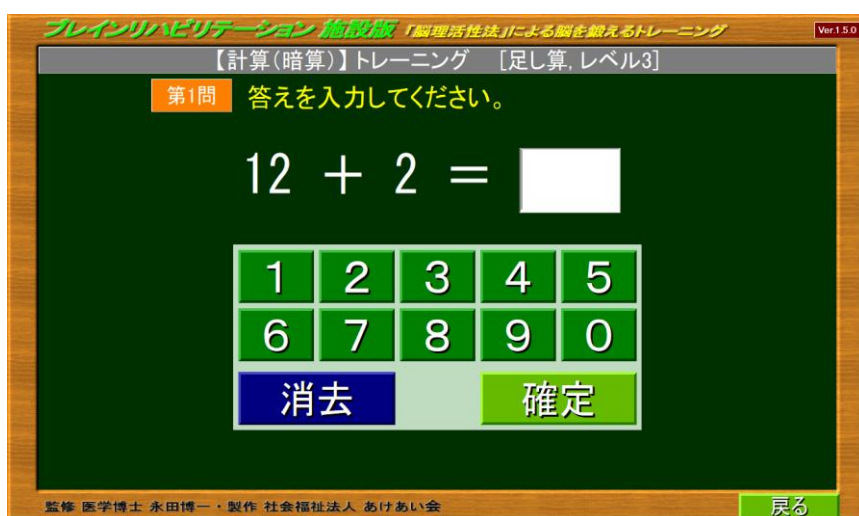 ブレインリハビリテーション 施設版 「脳理活性法」による脳を鍛えるトレーニング
Ver.1.5.0
【計算(暗算)】トレーニング [足し算, レベル3]
第1問 答えを入力してください。
12 + 2 =
1 2 3 4 5
6 7 8 9 0
消去 確定
監修 医学博士 永田博一・製作 社会福祉法人 あけあい会
戻る